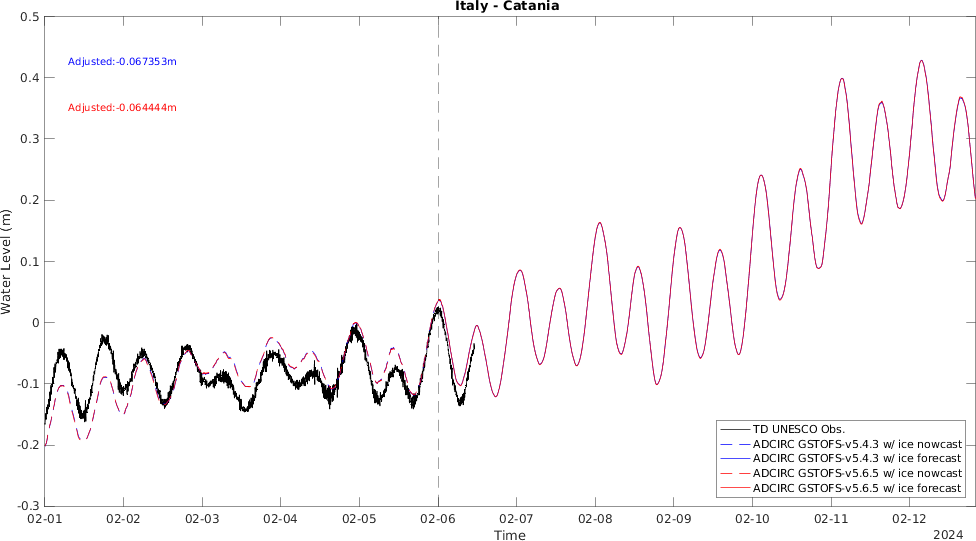 Italy - Catania
Adjusted:-0.067353m
Adjusted:-0.064444m
Water Level (m)
0.5
0.4
0.3
0.2
0.1
0
-0.1
-0.2
-0.3
TD UNESCO Obs.
ADCIRC GSTOFS-v5.4.3 w/ ice nowcast
ADCIRC GSTOFS-v5.4.3 w/ ice forecast
ADCIRC GSTOFS-v5.6.5 w/ ice nowcast
ADCIRC GSTOFS-v5.6.5 w/ ice forecast
02-01 02-02 02-03 02-04 02-05 02-06 02-07 02-08 02-09 02-10 02-11 02-12
Time
2024